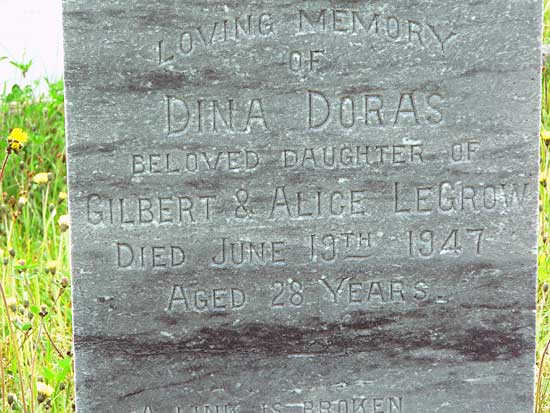 LOVING MEMORY
OF
DINA DORAS
BELOVED DAUGHTER OF
GILBERT & ALICE LEGROW
DIED JUNE 19TH 1947
AGED 28 YEARS.
A LINK IS BROKEN